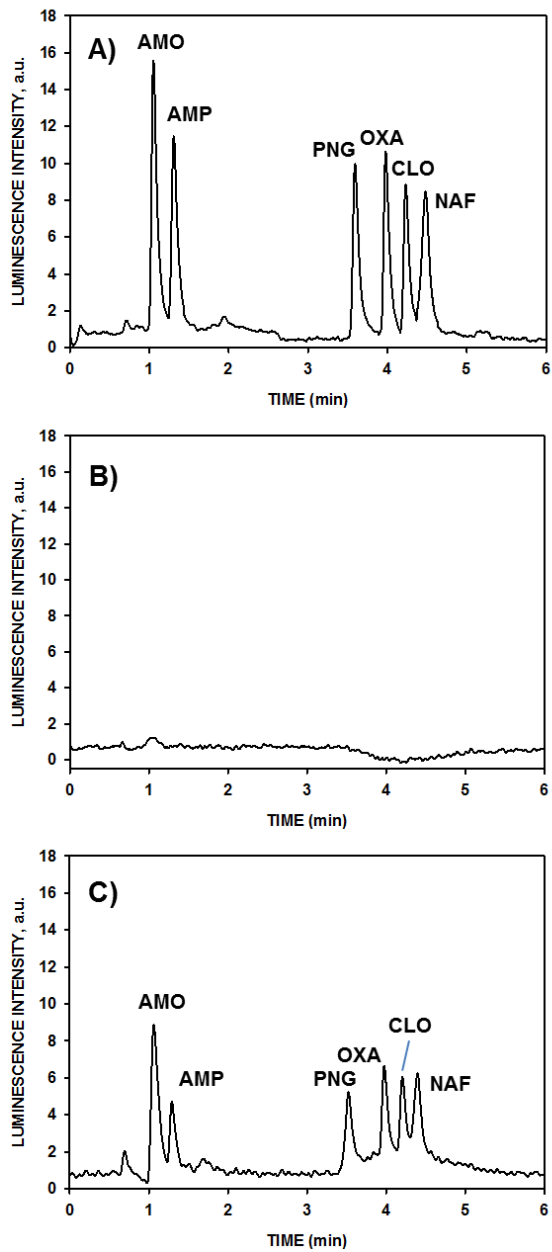 A)
AMO
AMP
PNG
OXA
CLO
NAF
LUMINESCENCE INTENSITY, a.u.
18
16
14
12
10
8
6
4
2
0
0 1 2 3 4 5 6
TIME (min)
B)
LUMINESCENCE INTENSITY, a.u.
18
16
14
12
10
8
6
4
2
0
0 1 2 3 4 5 6
TIME (min)
C)
AMO
AMP
PNG
OXA
CLO
NAF
LUMINESCENCE INTENSITY, a.u.
18
16
14
12
10
8
6
4
2
0
0 1 2 3 4 5 6
TIME (min)